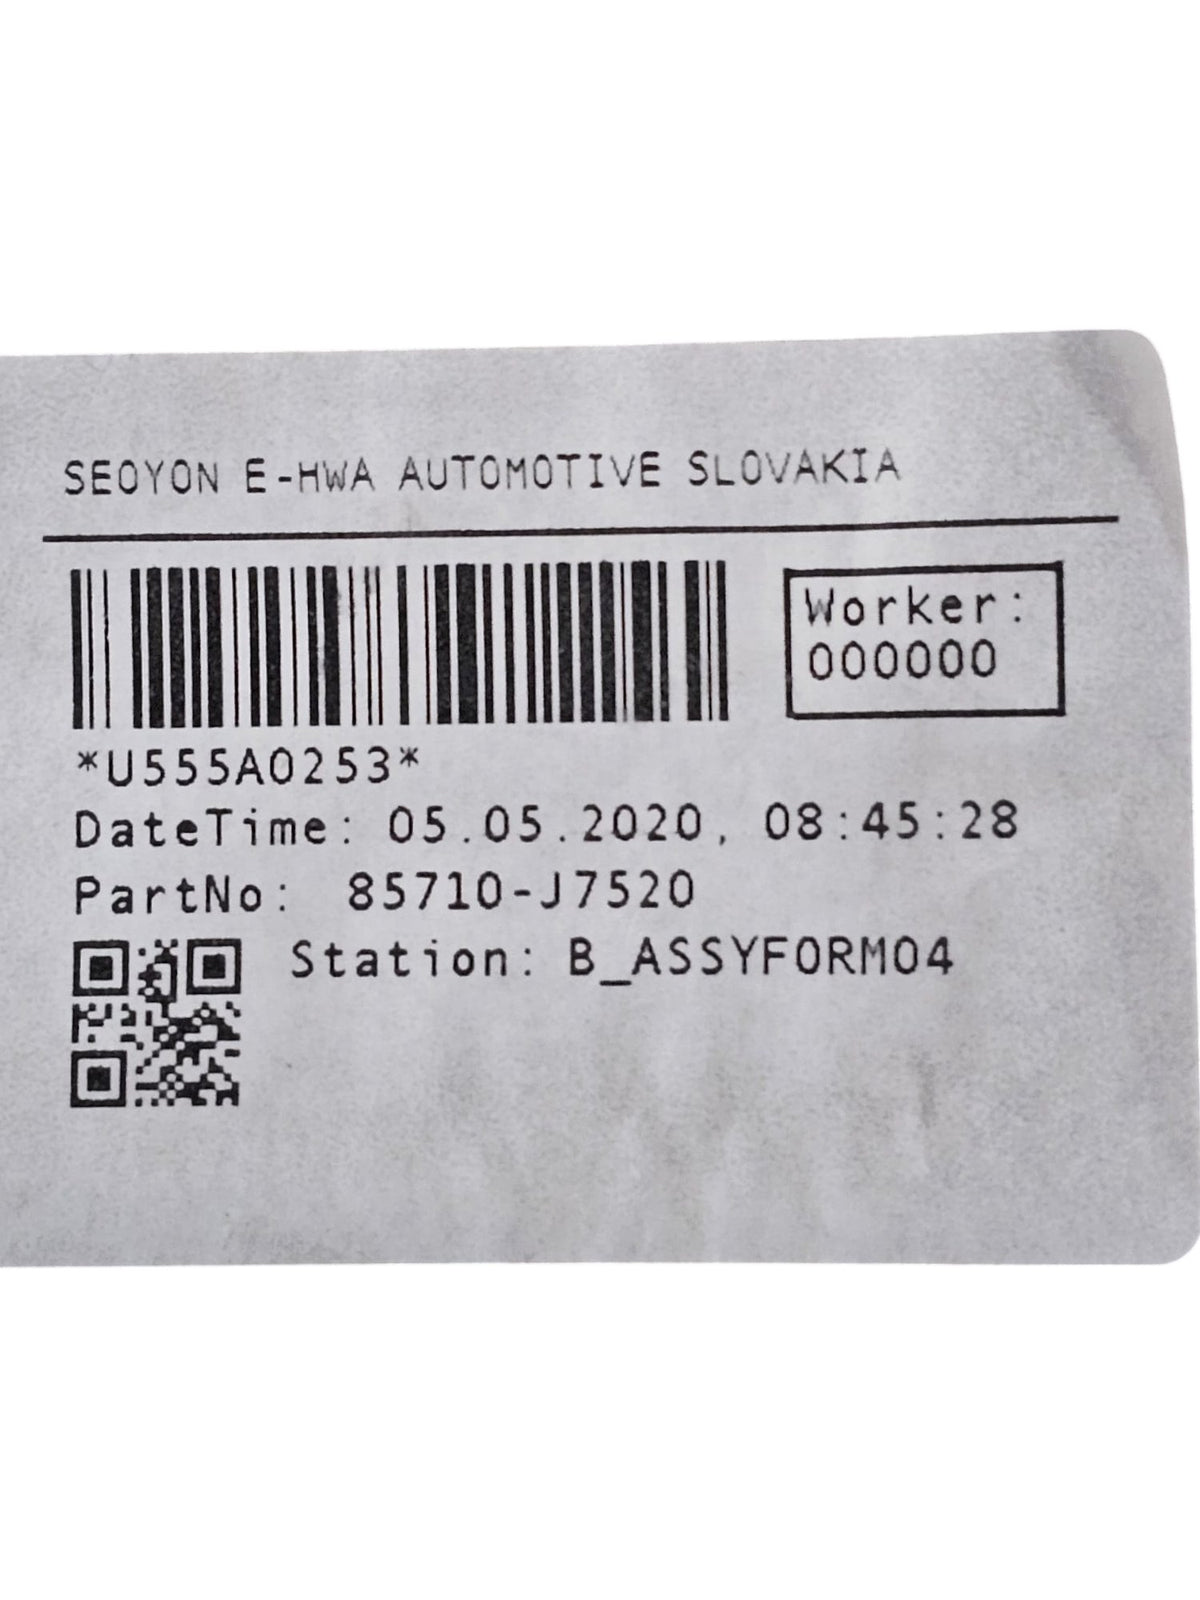 SEOYON E-HWA AUTOMOTIVE SLOVAKIA
Worker:
000000
*U555A0253*
DateTime: 05.05.2020, 08:45:28
PartNo: 85710-J7520
Station: B_ASSYFORM04